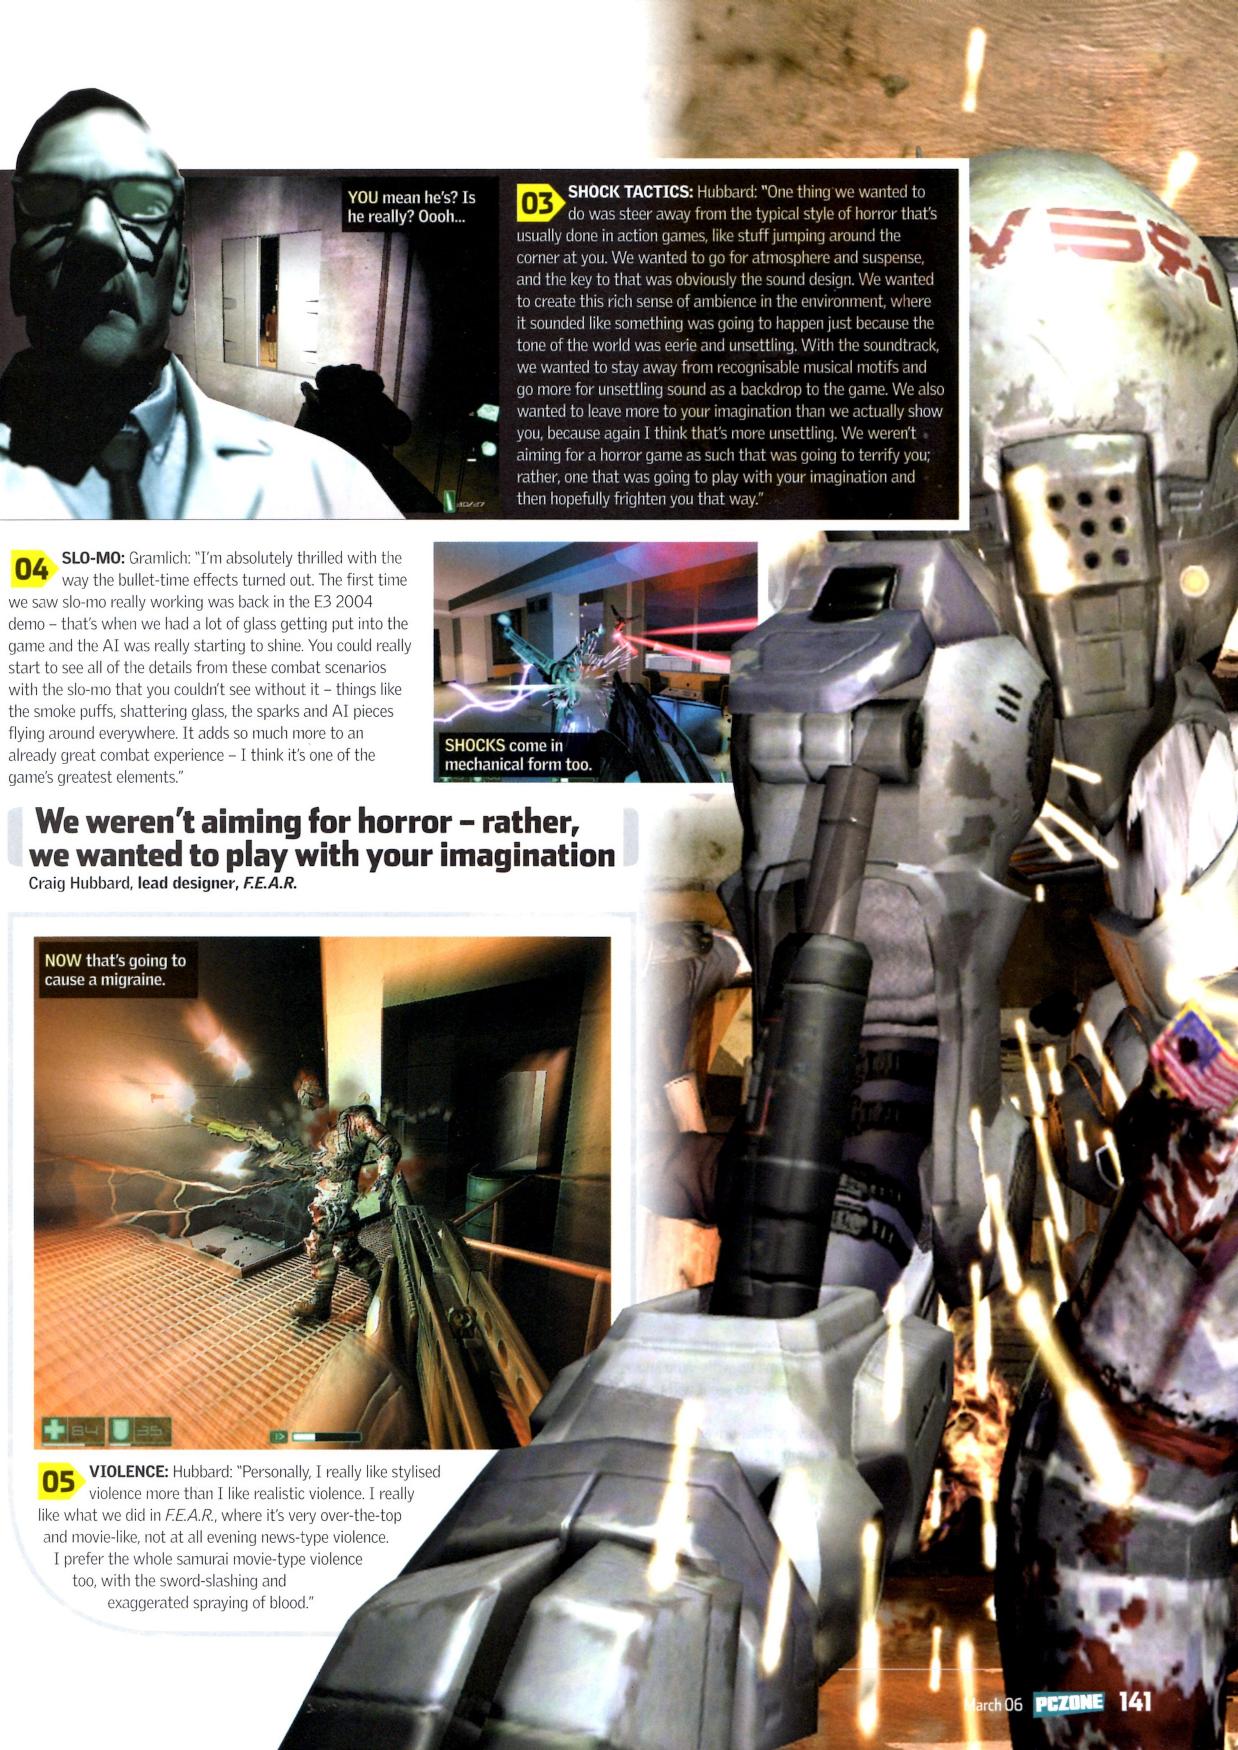 YOU mean he's? Is
he really? Oooh...
03 SHOCK TACTICS: Hubbard: "One thing we wanted to
do was steer away from the typical style of horror that's
usually done in action games, like stuff jumping around the
corner at you. We wanted to go for atmosphere and suspense,
and the key to that was obviously the sound design. We wanted
to create this rich sense of ambience in the environment, where
it sounded like something was going to happen just because the
tone of the world was eerie and unsettling. With the soundtrack,
we wanted to stay away from recognisable musical motifs and
go more for unsettling sound as a backdrop to the game. We also
wanted to leave more to your imagination than we actually show
you, because again I think that's more unsettling. We weren't
aiming for a horror game as such that was going to terrify you;
rather, one that was going to play with your imagination and
then hopefully frighten you that way."
04 SLO-MO: Gramlich: "I'm absolutely thrilled with the
way the bullet-time effects turned out. The first time
we saw slo-mo really working was back in the E3 2004
demo – that's when we had a lot of glass getting put into the
game and the AI was really starting to shine. You could really
start to see all of the details from these combat scenarios
with the slo-mo that you couldn't see without it – things like
the smoke puffs, shattering glass, the sparks and AI pieces
flying around everywhere. It adds so much more to an
already great combat experience – I think it's one of the
game's greatest elements."
SHOCKS come in
mechanical form too.
We weren't aiming for horror – rather,
we wanted to play with your imagination
Craig Hubbard, lead designer, F.E.A.R.
NOW that's going to
cause a migraine.
84 35
05 VIOLENCE: Hubbard: "Personally, I really like stylised
violence more than I like realistic violence. I really
like what we did in F.E.A.R., where it's very over-the-top
and movie-like, not at all evening news-type violence.
I prefer the whole samurai movie-type violence
too, with the sword-slashing and
exaggerated spraying of blood."
March 06 PCZONE 141